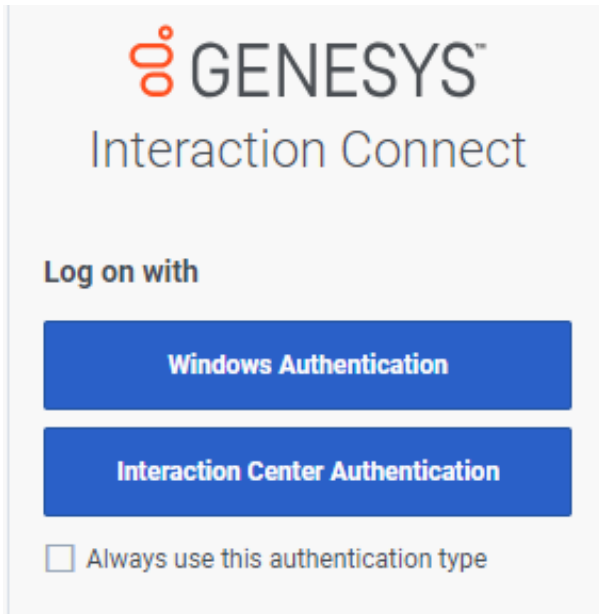 GENESYS™
Interaction Connect
Log on with
Windows Authentication
Interaction Center Authentication
Always use this authentication type